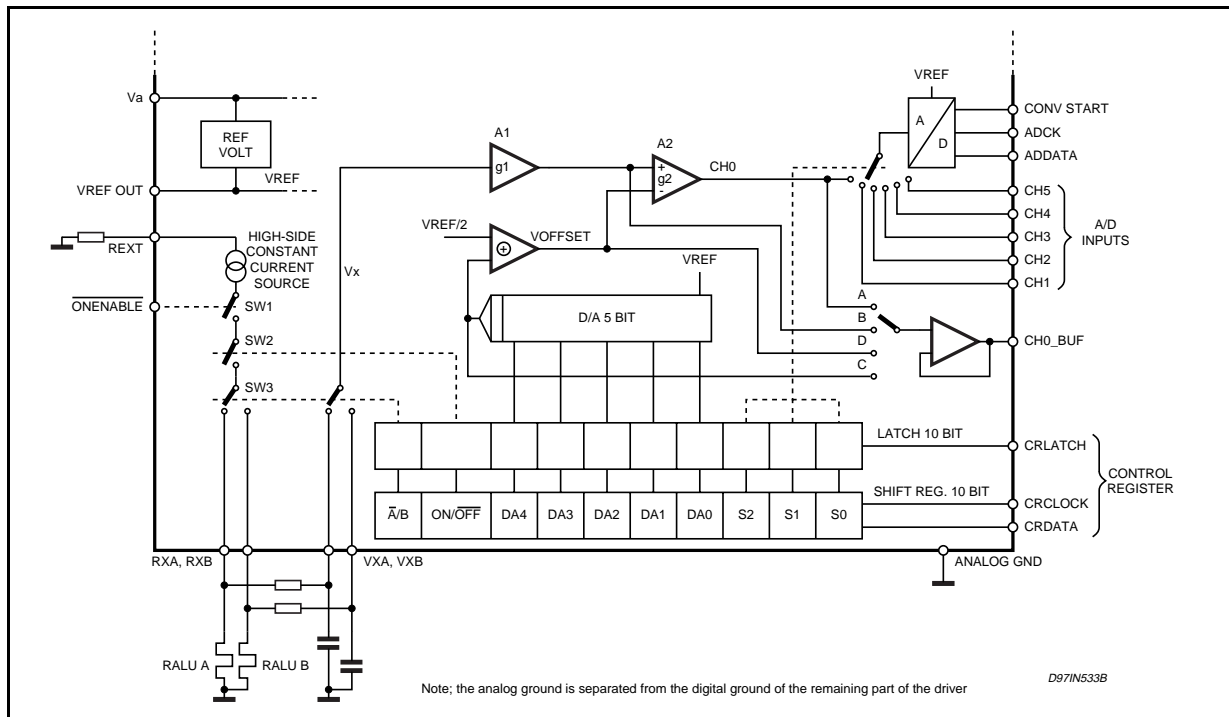 Va
REF
VOLT
VREF
VREF OUT
REXT
HIGH-SIDE
CONSTANT
CURRENT
SOURCE
ONENABLE
SW1
SW2
SW3
Vx
A1
g1
A2
+
g2
-
CH0
VREF/2
VOFFSET
VREF
D/A 5 BIT
VREF
A
D
CONV START
ADCK
ADDATA
CH5
CH4
CH3
CH2
CH1
A/D
INPUTS
A
B
D
C
CH0_BUF
LATCH 10 BIT
CRLATCH
SHIFT REG. 10 BIT
CRCLOCK
CRDATA
CONTROL
REGISTER
A̅/B ON/O̅F̅F̅ DA4 DA3 DA2 DA1 DA0 S2 S1 S0
RXA, RXB
VXA, VXB
ANALOG GND
RALU A
RALU B
Note; the analog ground is separated from the digital ground of the remaining part of the driver
D97IN533B